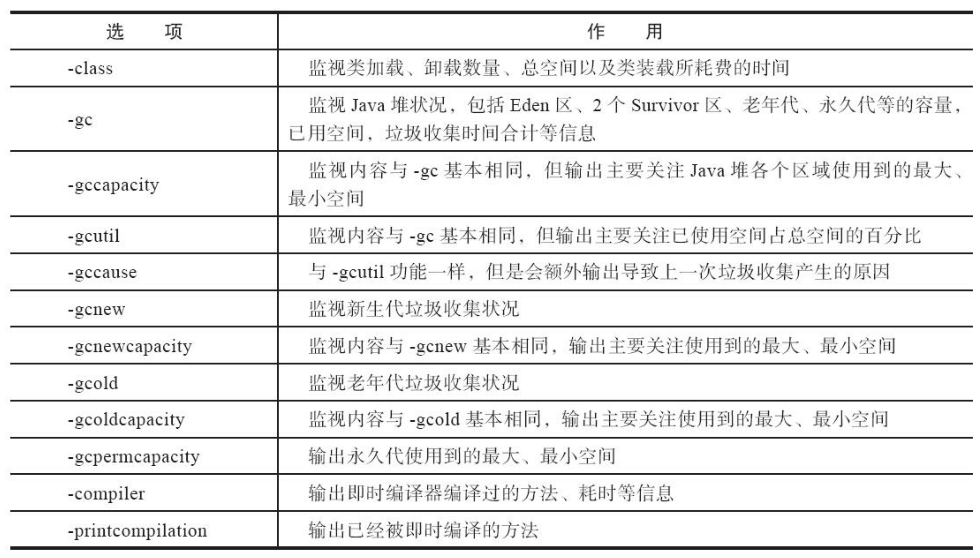 选 项 作 用
-class 监视类加载、卸载数量、总空间以及类装载所耗费的时间
-gc 监视 Java 堆状况，包括 Eden 区、2 个 Survivor 区、老年代、永久代等的容量，
已用空间，垃圾收集时间合计等信息
-gccapacity 监视内容与 -gc 基本相同，但输出主要关注 Java 堆各个区域使用到的最大、
最小空间
-gcutil 监视内容与 -gc 基本相同，但输出主要关注已使用空间占总空间的百分比
-gccause 与 -gcutil 功能一样，但是会额外输出导致上一次垃圾收集产生的原因
-gcnew 监视新生代垃圾收集状况
-gcnewcapacity 监视内容与 -gcnew 基本相同，输出主要关注使用到的最大、最小空间
-gcold 监视老年代垃圾收集状况
-gcoldcapacity 监视内容与 -gcold 基本相同，输出主要关注使用到的最大、最小空间
-gcpermcapacity 输出永久代使用到的最大、最小空间
-compiler 输出即时编译器编译过的方法、耗时等信息
-printcompilation 输出已经被即时编译的方法